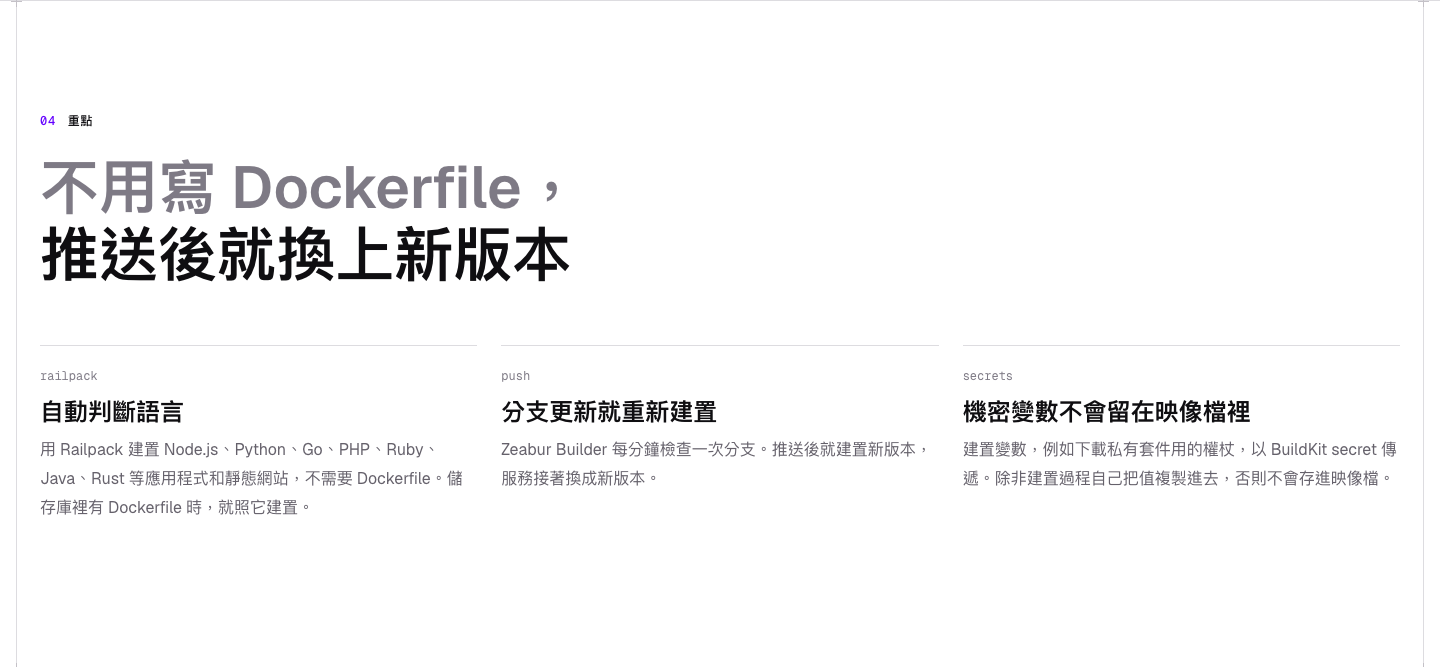 04 重點
不用寫 Dockerfile，
推送後就換上新版本
railpack
自動判斷語言
用 Railpack 建置 Node.js、Python、Go、PHP、Ruby、
Java、Rust 等應用程式和靜態網站，不需要 Dockerfile。儲
存庫裡有 Dockerfile 時，就照它建置。
push
分支更新就重新建置
Zeabur Builder 每分鐘檢查一次分支。推送後就建置新版本，
服務接著換成新版本。
secrets
機密變數不會留在映像檔裡
建置變數，例如下載私有套件用的權杖，以 BuildKit secret 傳
遞。除非建置過程自己把值複製進去，否則不會存進映像檔。